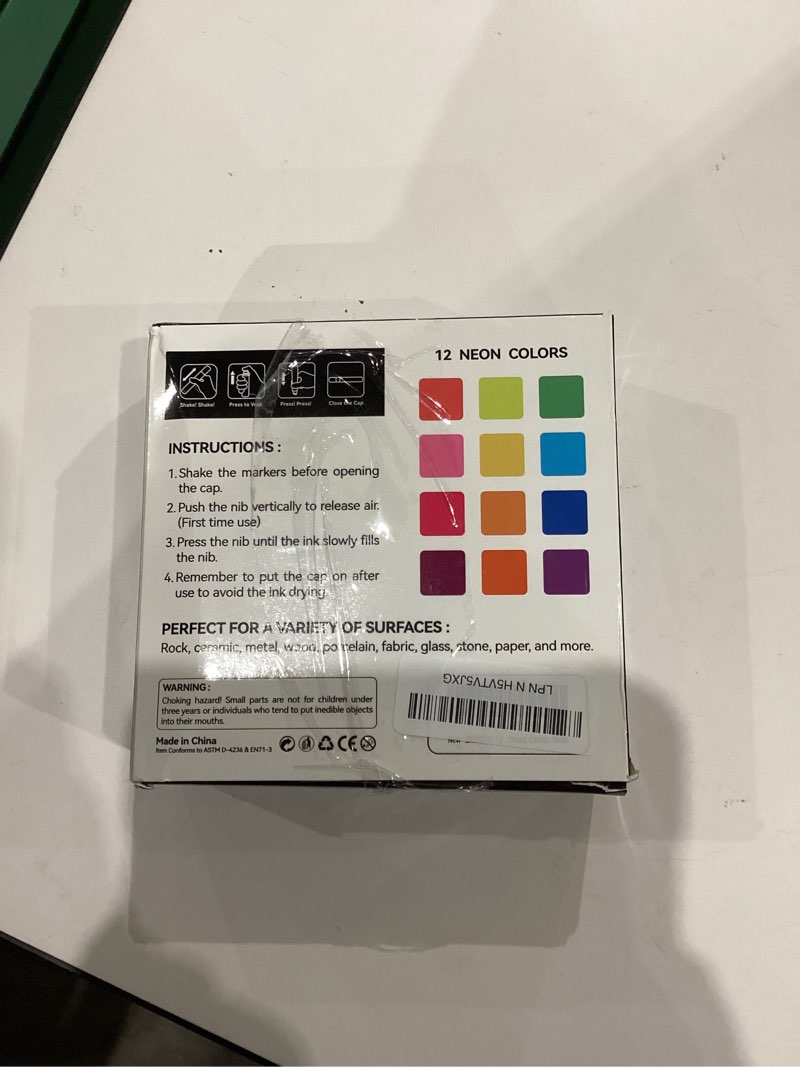 Shake! Shake!
Press to
Press! Press!
Close the Cap
12 NEON COLORS
INSTRUCTIONS :
1. Shake the markers before opening
the cap.
2. Push the nib vertically to release air.
(First time use)
3. Press the nib until the ink slowly fills
the nib.
4. Remember to put the cap on after
use to avoid the ink drying.
PERFECT FOR A VARIETY OF SURFACES :
Rock, ceramic, metal, wood, porcelain, fabric, glass, stone, paper, and more.
WARNING :
Choking hazard! Small parts are not for children under
three years or individuals who tend to put inedible objects
into their mouths.
Made in China
Item Conforms to ASTM D-4236 & EN71-3
CE
LPN N H5VTV5JXG